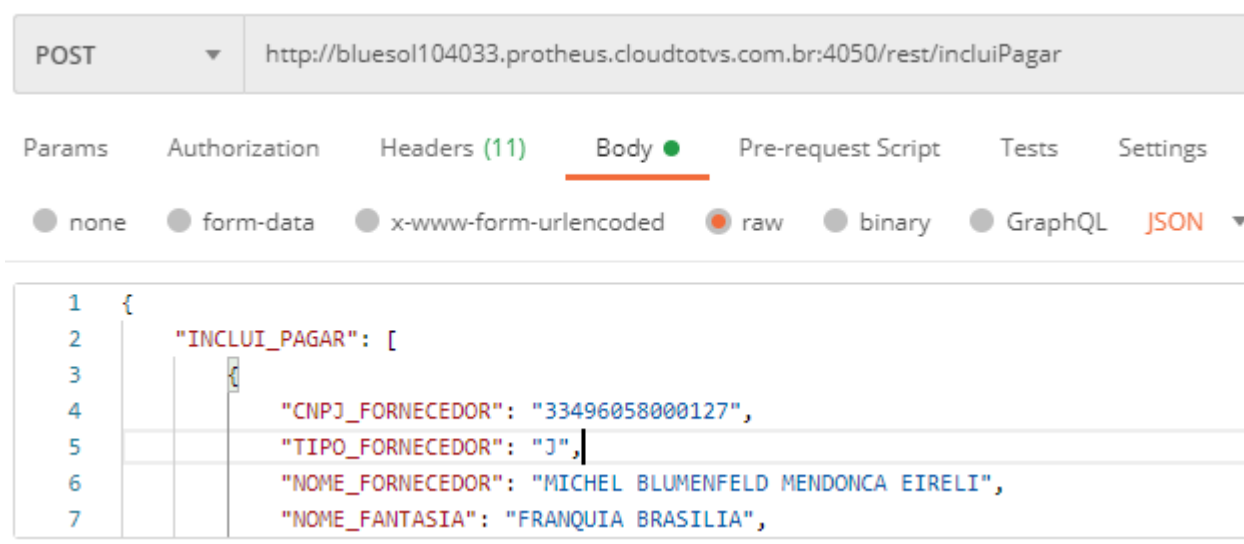 POST http://bluesol104033.protheus.cloudtotvs.com.br:4050/rest/incluiPagar
Params Authorization Headers (11) Body Pre-request Script Tests Settings
none form-data x-www-form-urlencoded raw binary GraphQL JSON
1 {
2 "INCLUI_PAGAR": [
3 {
4 "CNPJ_FORNECEDOR": "33496058000127",
5 "TIPO_FORNECEDOR": "J",
6 "NOME_FORNECEDOR": "MICHEL BLUMENFELD MENDONCA EIRELI",
7 "NOME_FANTASIA": "FRANQUIA BRASILIA",